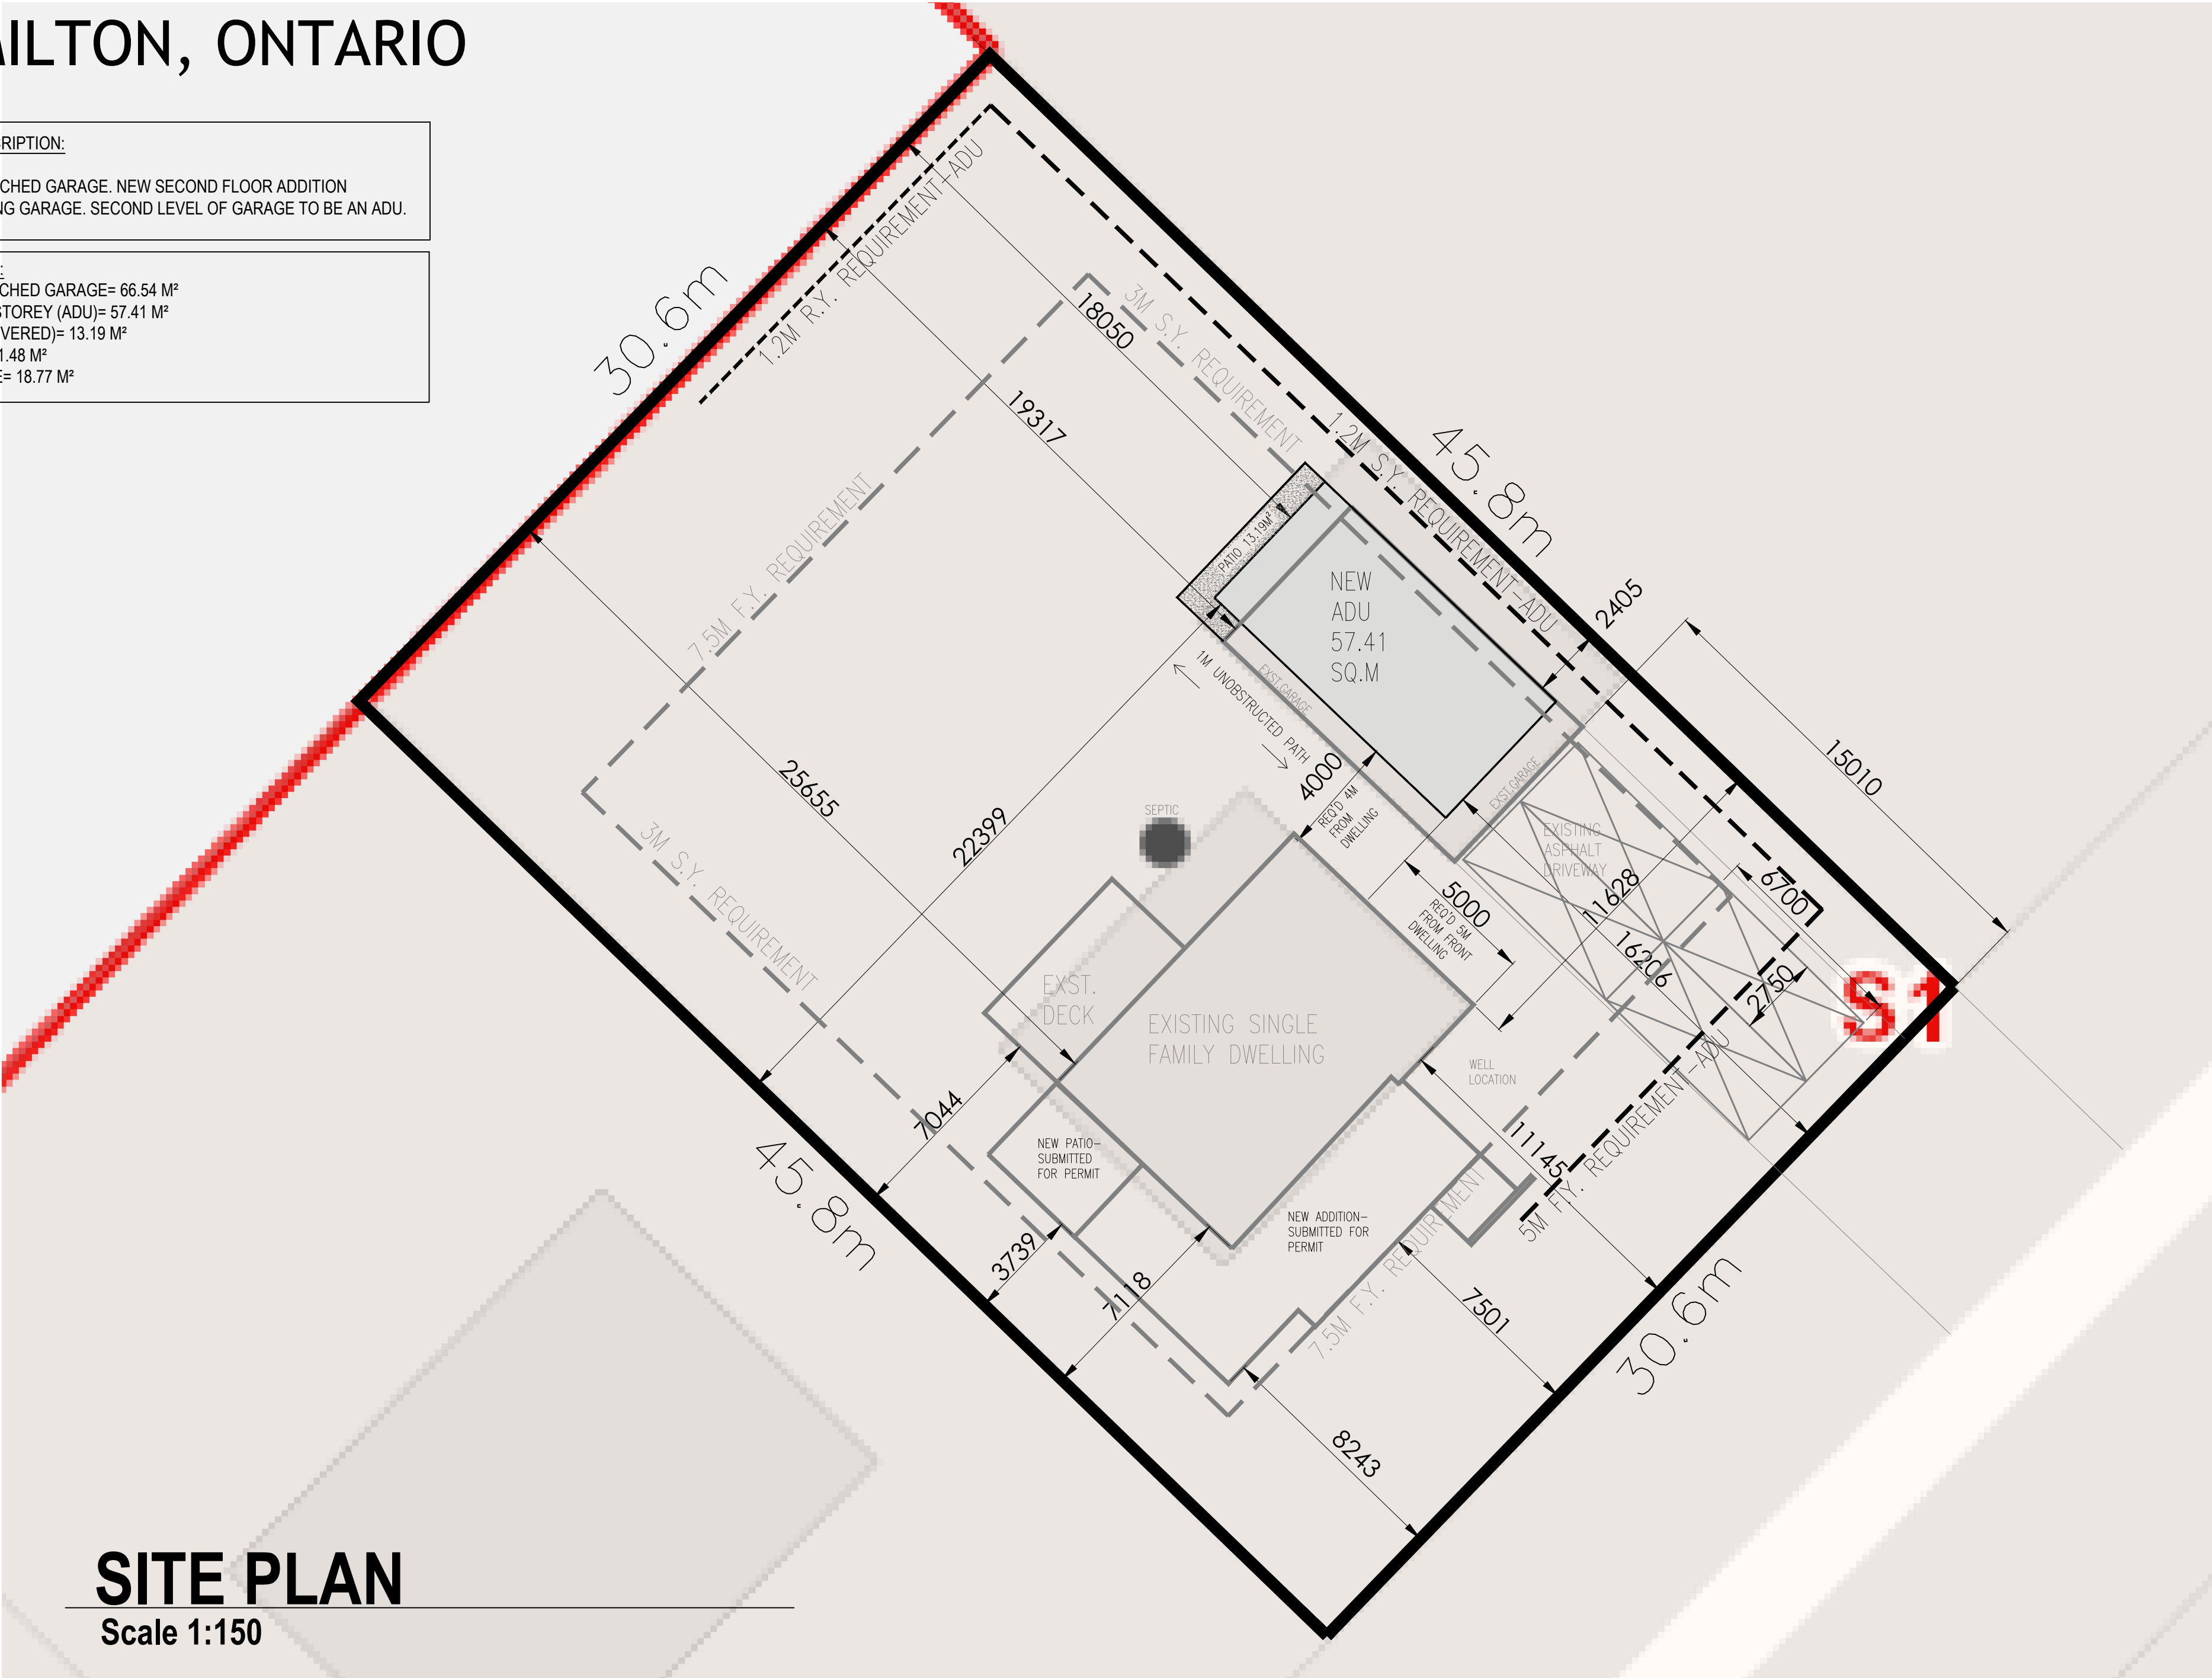 MILTON, ONTARIO
CRIPTION:
CHED GARAGE. NEW SECOND FLOOR ADDITION
NG GARAGE. SECOND LEVEL OF GARAGE TO BE AN ADU.
:
CHED GARAGE= 66.54 M²
STOREY (ADU)= 57.41 M²
VERED)= 13.19 M²
1.48 M²
E= 18.77 M²
30.6m
1.2M R.Y. REQUIREMENT-ADU
18050
3M S.Y. REQUIREMENT
19317
1.2M S.Y. REQUIREMENT-ADU
45.8m
7.5M F.Y. REQUIREMENT
PATIO 13.19M²
NEW
ADU
57.41
SQ.M
2405
15010
EXST.GARAGE
1M UNOBSTRUCTED PATH
4000
REQ'D 4M
FROM
DWELLING
EXST.GARAGE
EXISTING
ASPHALT
DRIVEWAY
25655
22399
SEPTIC
3M S.Y. REQUIREMENT
5000
REQ'D 5M
FROM FRONT
DWELLING
11628
16206
6700
2750
S1
EXST.
DECK
EXISTING SINGLE
FAMILY DWELLING
WELL
LOCATION
7044
11145
5M F.Y. REQUIREMENT-ADU
NEW PATIO-
SUBMITTED
FOR PERMIT
45.8m
3739
7118
NEW ADDITION-
SUBMITTED FOR
PERMIT
7.5M F.Y. REQUIREMENT
7501
30.6m
8243
SITE PLAN
Scale 1:150